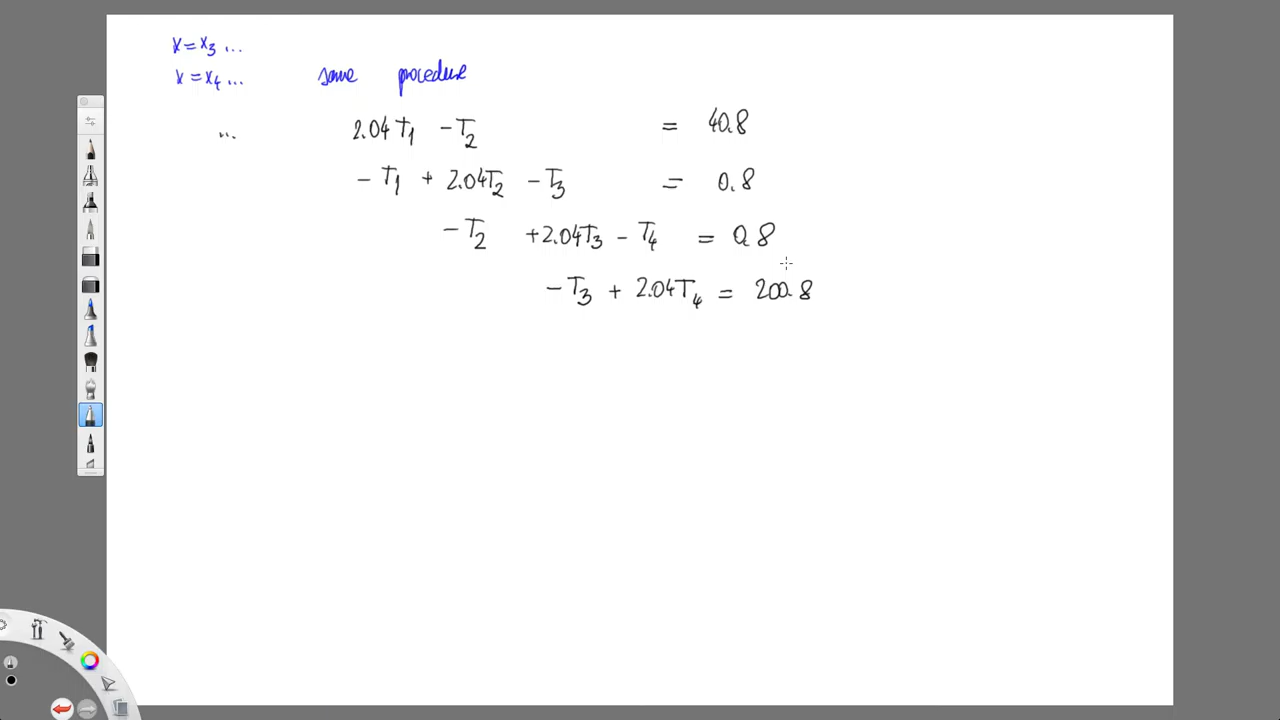 x = x₃ ...
x = x₄ ... same procedure
... 2.04T₁ - T₂ = 40.8
- T₁ + 2.04T₂ - T₃ = 0.8
- T₂ + 2.04T₃ - T₄ = 0.8
- T₃ + 2.04T₄ = 200.8